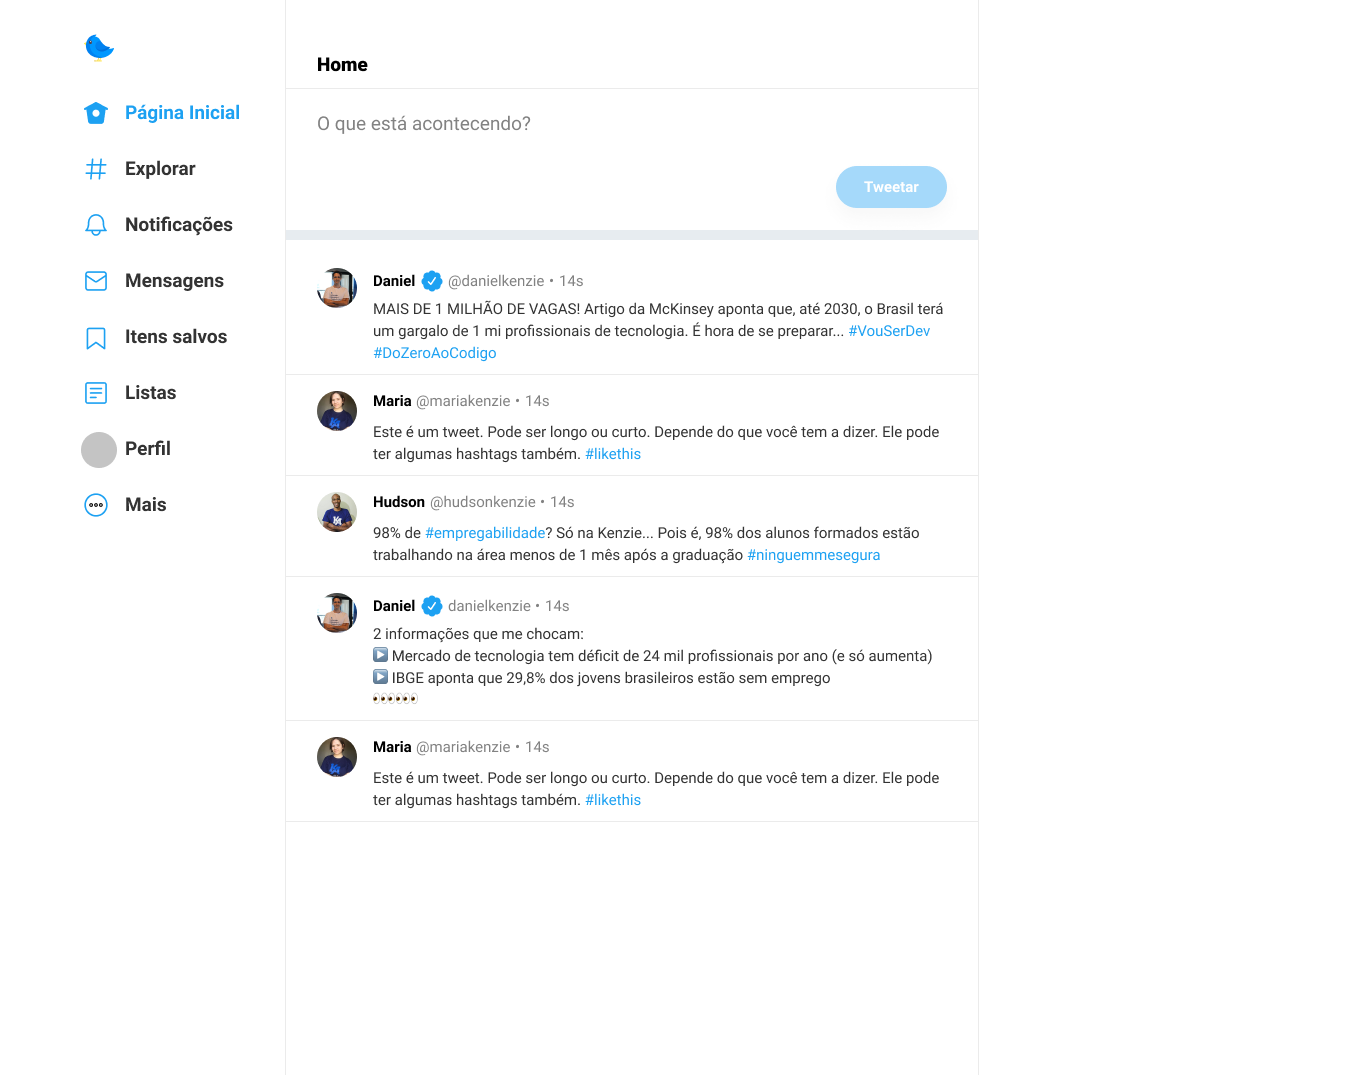 Página Inicial
Explorar
Notificações
Mensagens
Itens salvos
Listas
Perfil
Mais
Home
O que está acontecendo?
Tweetar
Daniel @danielkenzie • 14s
MAIS DE 1 MILHÃO DE VAGAS! Artigo da McKinsey aponta que, até 2030, o Brasil terá
um gargalo de 1 mi profissionais de tecnologia. É hora de se preparar... #VouSerDev
#DoZeroAoCodigo
Maria @mariakenzie • 14s
Este é um tweet. Pode ser longo ou curto. Depende do que você tem a dizer. Ele pode
ter algumas hashtags também. #likethis
Hudson @hudsonkenzie • 14s
98% de #empregabilidade? Só na Kenzie... Pois é, 98% dos alunos formados estão
trabalhando na área menos de 1 mês após a graduação #ninguemmesegura
Daniel danielkenzie • 14s
2 informações que me chocam:
▶️ Mercado de tecnologia tem déficit de 24 mil profissionais por ano (e só aumenta)
▶️ IBGE aponta que 29,8% dos jovens brasileiros estão sem emprego
👀👀👀
Maria @mariakenzie • 14s
Este é um tweet. Pode ser longo ou curto. Depende do que você tem a dizer. Ele pode
ter algumas hashtags também. #likethis